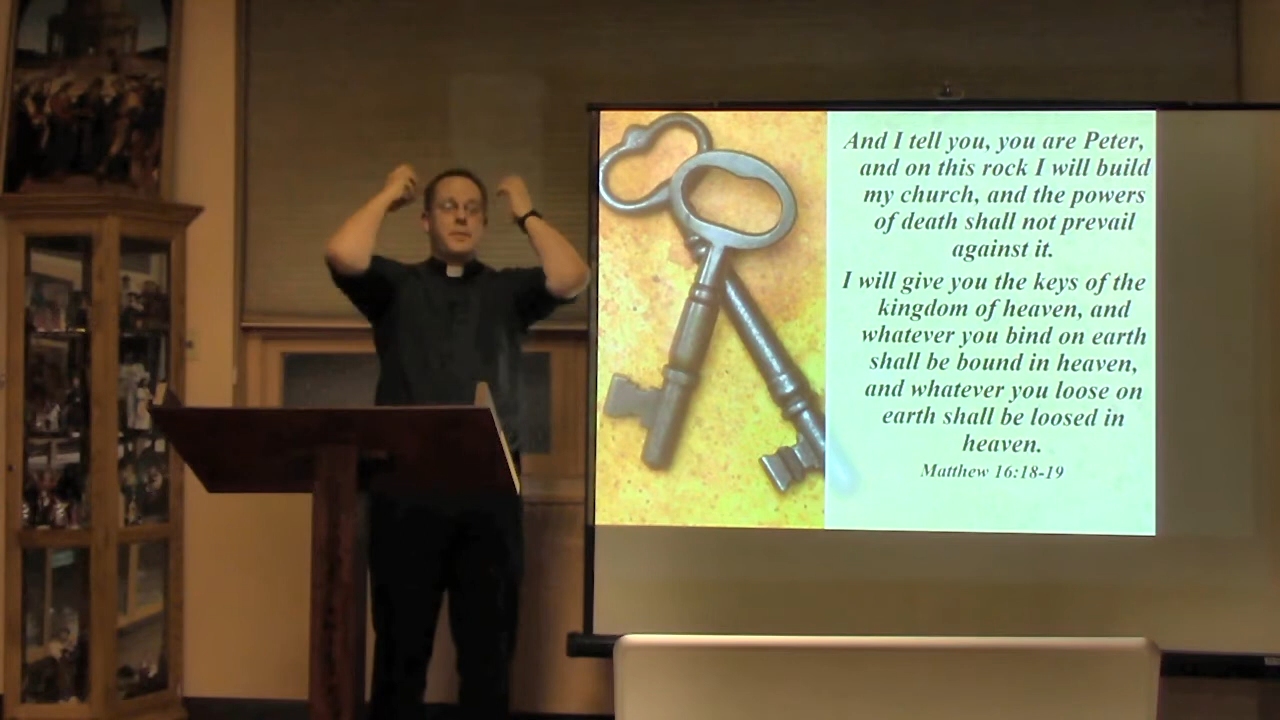 And I tell you, you are Peter,
and on this rock I will build
my church, and the powers
of death shall not prevail
against it.
I will give you the keys of the
kingdom of heaven, and
whatever you bind on earth
shall be bound in heaven,
and whatever you loose on
earth shall be loosed in
heaven.
Matthew 16:18-19